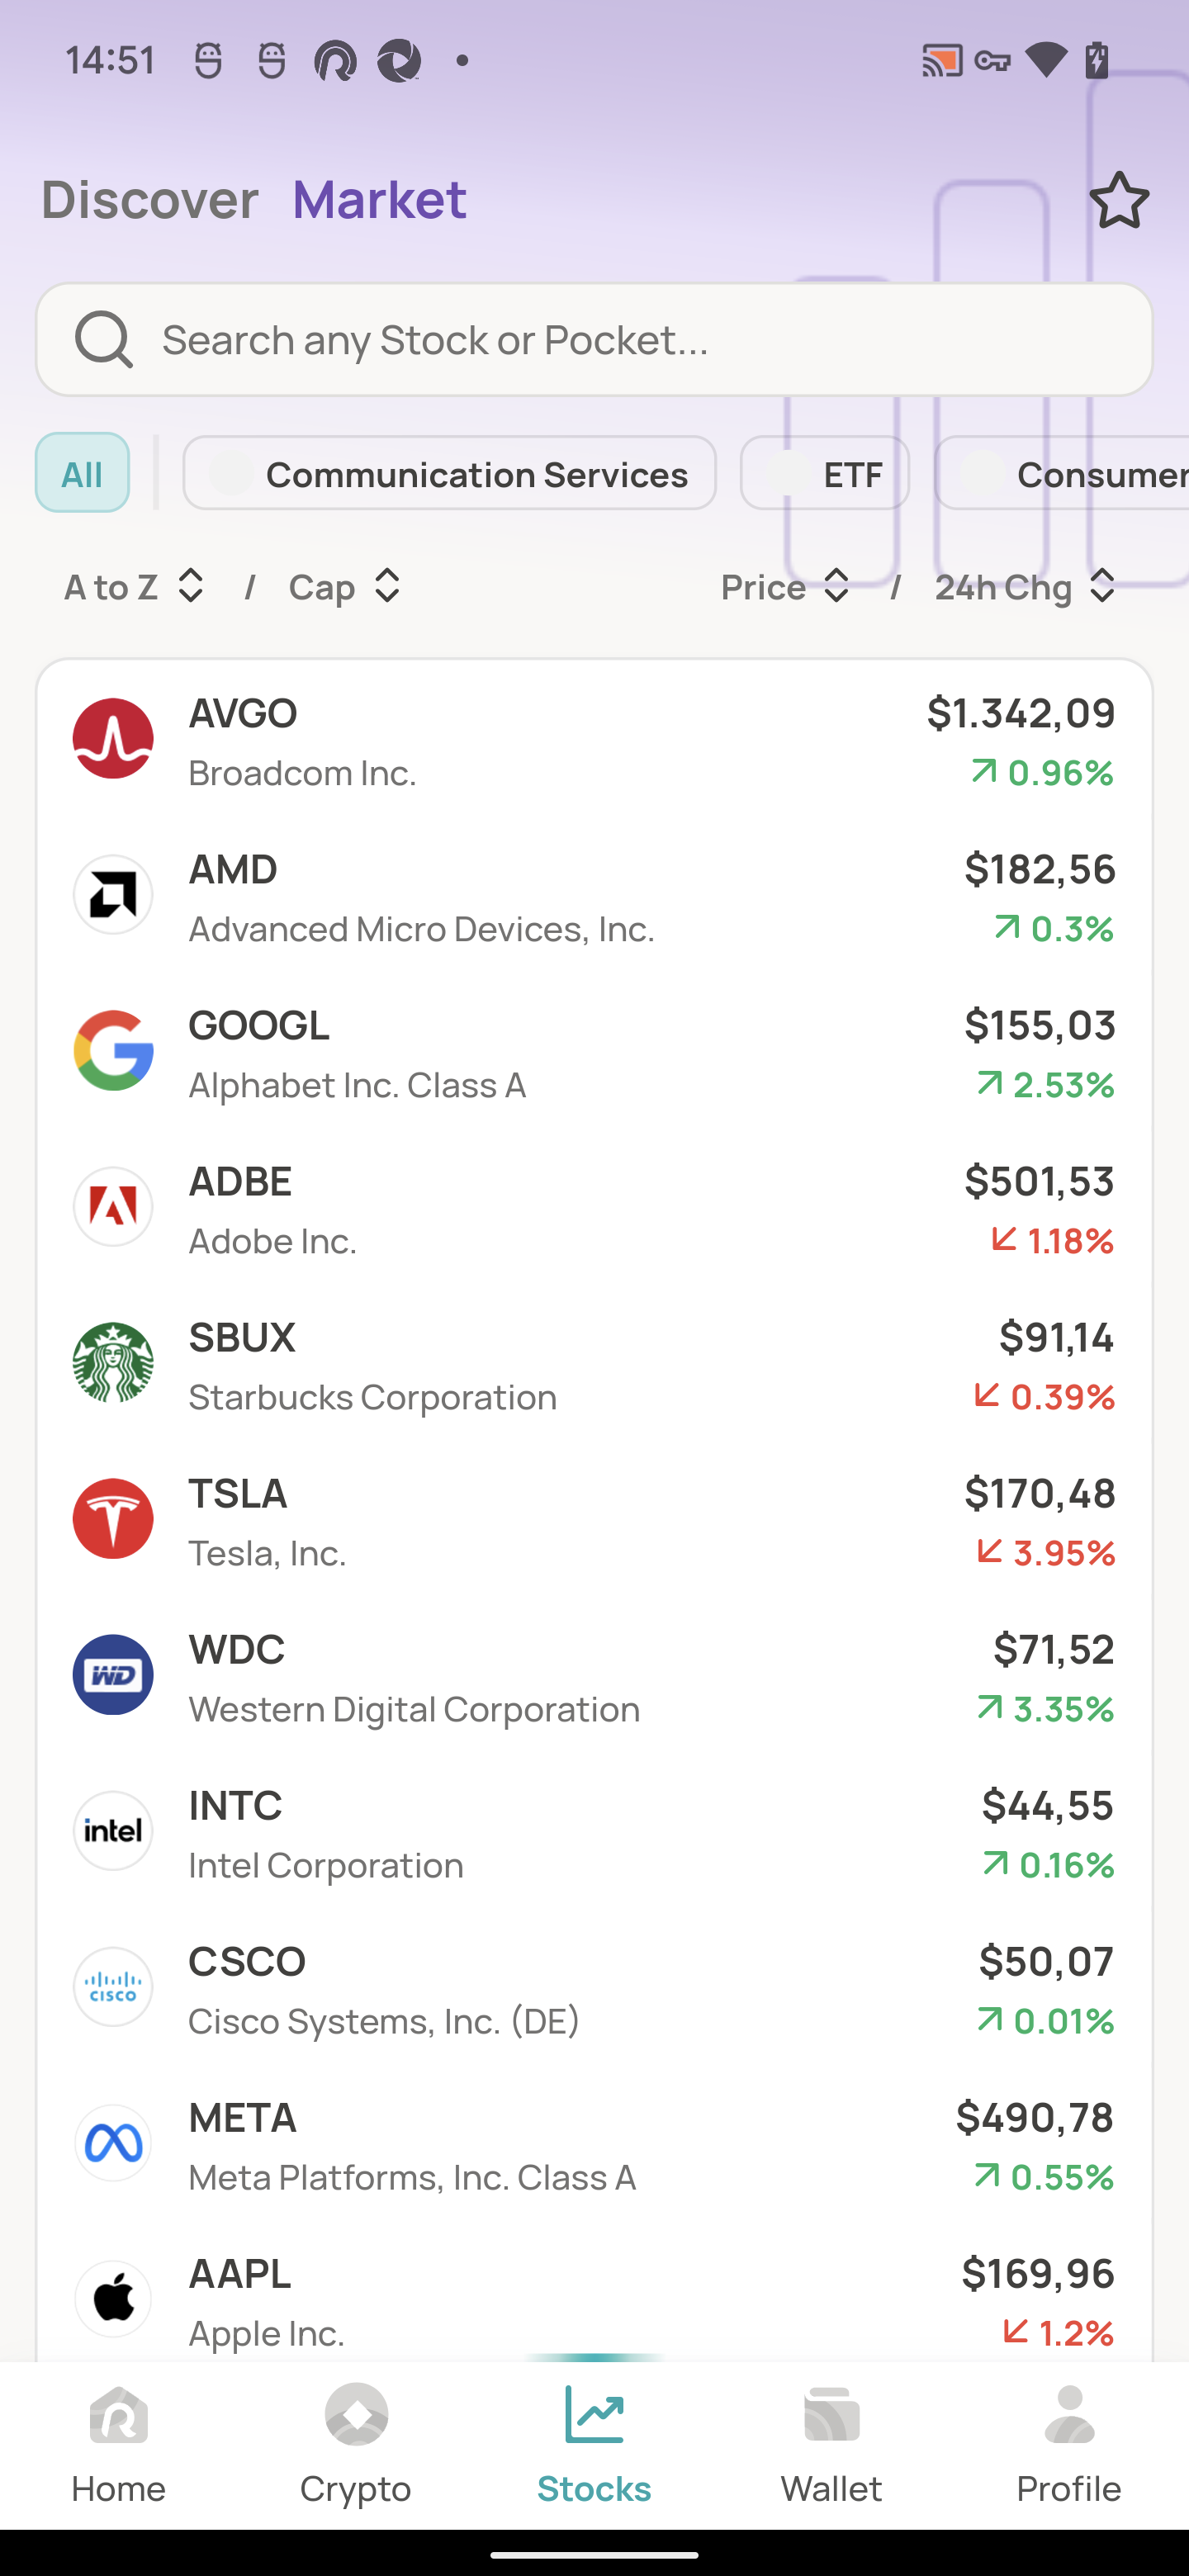 14:51
Discover Market
Search any Stock or Pocket...
All Communication Services ETF Consumer
A to Z / Cap Price / 24h Chg
AVGO $1.342,09
Broadcom Inc. 0.96%
AMD $182,56
Advanced Micro Devices, Inc. 0.3%
GOOGL $155,03
Alphabet Inc. Class A 2.53%
ADBE $501,53
Adobe Inc. 1.18%
SBUX $91,14
Starbucks Corporation 0.39%
TSLA $170,48
Tesla, Inc. 3.95%
WDC $71,52
WD
Western Digital Corporation 3.35%
INTC $44,55
intel
Intel Corporation 0.16%
CSCO $50,07
CISCO
Cisco Systems, Inc. (DE) 0.01%
META $490,78
Meta Platforms, Inc. Class A 0.55%
AAPL $169,96
Apple Inc. 1.2%
Home Crypto Stocks Wallet Profile